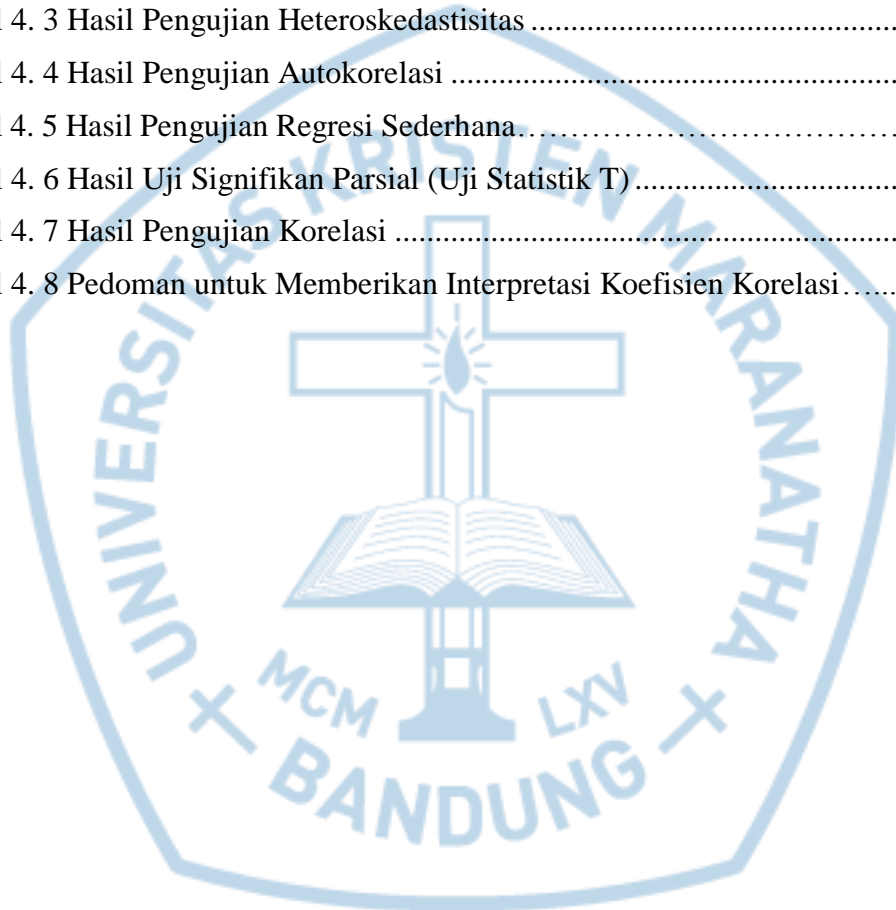 l 4. 3 Hasil Pengujian Heteroskedastisitas ...........................................
l 4. 4 Hasil Pengujian Autokorelasi .....................................................
l 4. 5 Hasil Pengujian Regresi Sederhana……………………………………
l 4. 6 Hasil Uji Signifikan Parsial (Uji Statistik T) ...............................
l 4. 7 Hasil Pengujian Korelasi ............................................................
l 4. 8 Pedoman untuk Memberikan Interpretasi Koefisien Korelasi…...
UNIVERSITAS KRISTEN MARANATHA
MCM LXV
BANDUNG